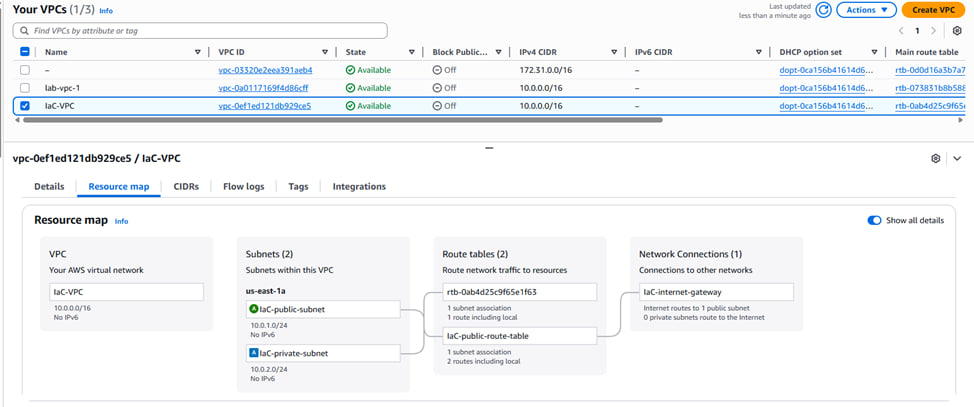 Your VPCs (1/3) Info
Last updated
less than a minute ago
Actions
Create VPC
Find VPCs by attribute or tag
1
Name VPC ID State Block Public... IPv4 CIDR IPv6 CIDR DHCP option set Main route table
– vpc-03320e2eea391aeb4 Available Off 172.31.0.0/16 – dopt-0ca156b41614d6... rtb-0d0d16a3b7a7
lab-vpc-1 vpc-0a0117169f4d86cff Available Off 10.0.0.0/16 – dopt-0ca156b41614d6... rtb-073831b8b588
IaC-VPC vpc-0ef1ed121db929ce5 Available Off 10.0.0.0/16 – dopt-0ca156b41614d6... rtb-0ab4d25c9f65e
vpc-0ef1ed121db929ce5 / IaC-VPC
Details Resource map CIDRs Flow logs Tags Integrations
Resource map Info
Show all details
VPC
Your AWS virtual network
IaC-VPC
10.0.0.0/16
No IPv6
Subnets (2)
Subnets within this VPC
us-east-1a
A IaC-public-subnet
10.0.1.0/24
No IPv6
A IaC-private-subnet
10.0.2.0/24
No IPv6
Route tables (2)
Route network traffic to resources
rtb-0ab4d25c9f65e1f63
1 subnet association
1 route including local
IaC-public-route-table
1 subnet association
2 routes including local
Network Connections (1)
Connections to other networks
IaC-internet-gateway
Internet routes to 1 public subnet
0 private subnets route to the Internet